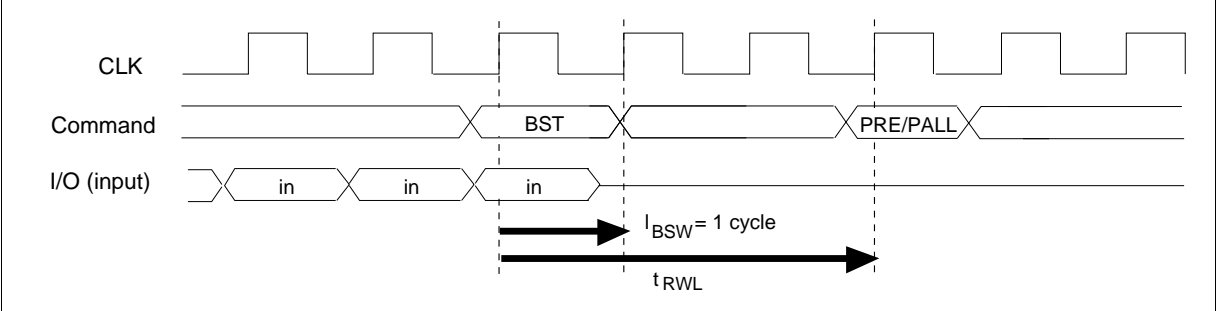 CLK
Command BST PRE/PALL
I/O (input) in in in
lBSW = 1 cycle
tRWL